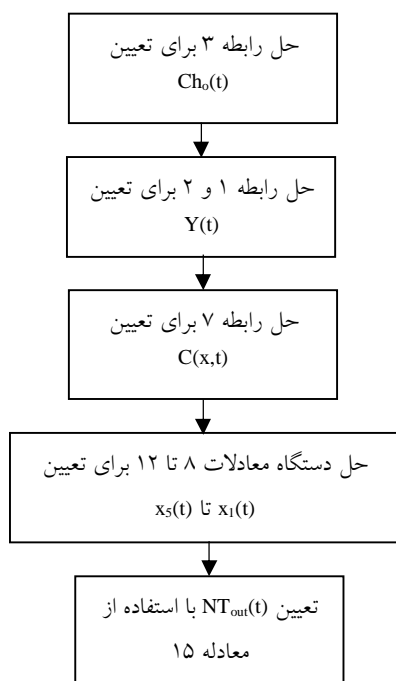 حل رابطه ۳ برای تعیین
Chₒ(t)
حل رابطه ۱ و ۲ برای تعیین
Y(t)
حل رابطه ۷ برای تعیین
C(x,t)
حل دستگاه معادلات ۸ تا ۱۲ برای تعیین
x₁(t) تا x₅(t)
تعیین NTout(t) با استفاده از
معادله ۱۵